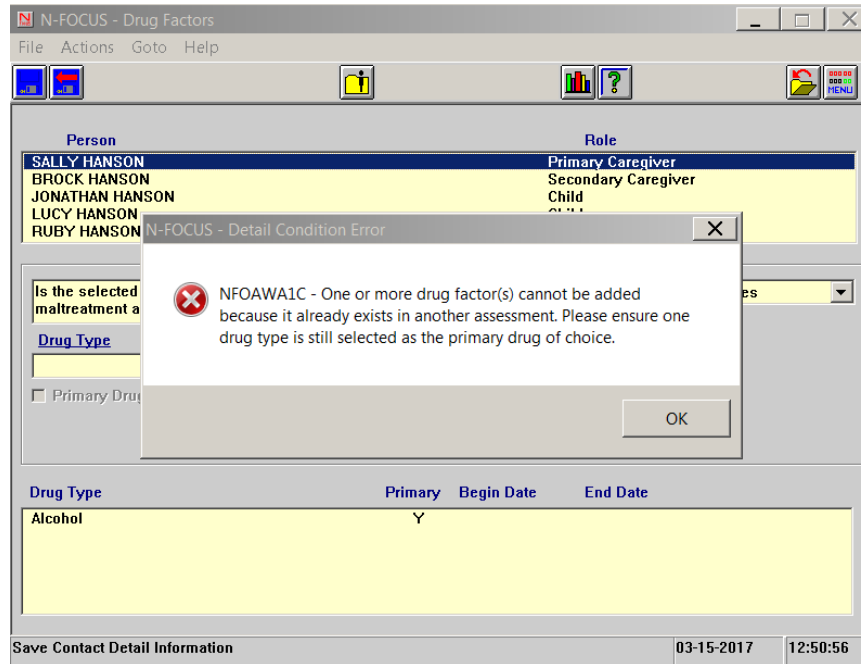 N-FOCUS - Drug Factors
File Actions Goto Help
MENU
Person Role
SALLY HANSON Primary Caregiver
BROCK HANSON Secondary Caregiver
JONATHAN HANSON Child
LUCY HANSON
RUBY HANSON
N-FOCUS - Detail Condition Error
NFOAWA1C - One or more drug factor(s) cannot be added
because it already exists in another assessment. Please ensure one
drug type is still selected as the primary drug of choice.
OK
Is the selected es
maltreatment a
Drug Type
Primary Drug
Drug Type Primary Begin Date End Date
Alcohol Y
Save Contact Detail Information 03-15-2017 12:50:56